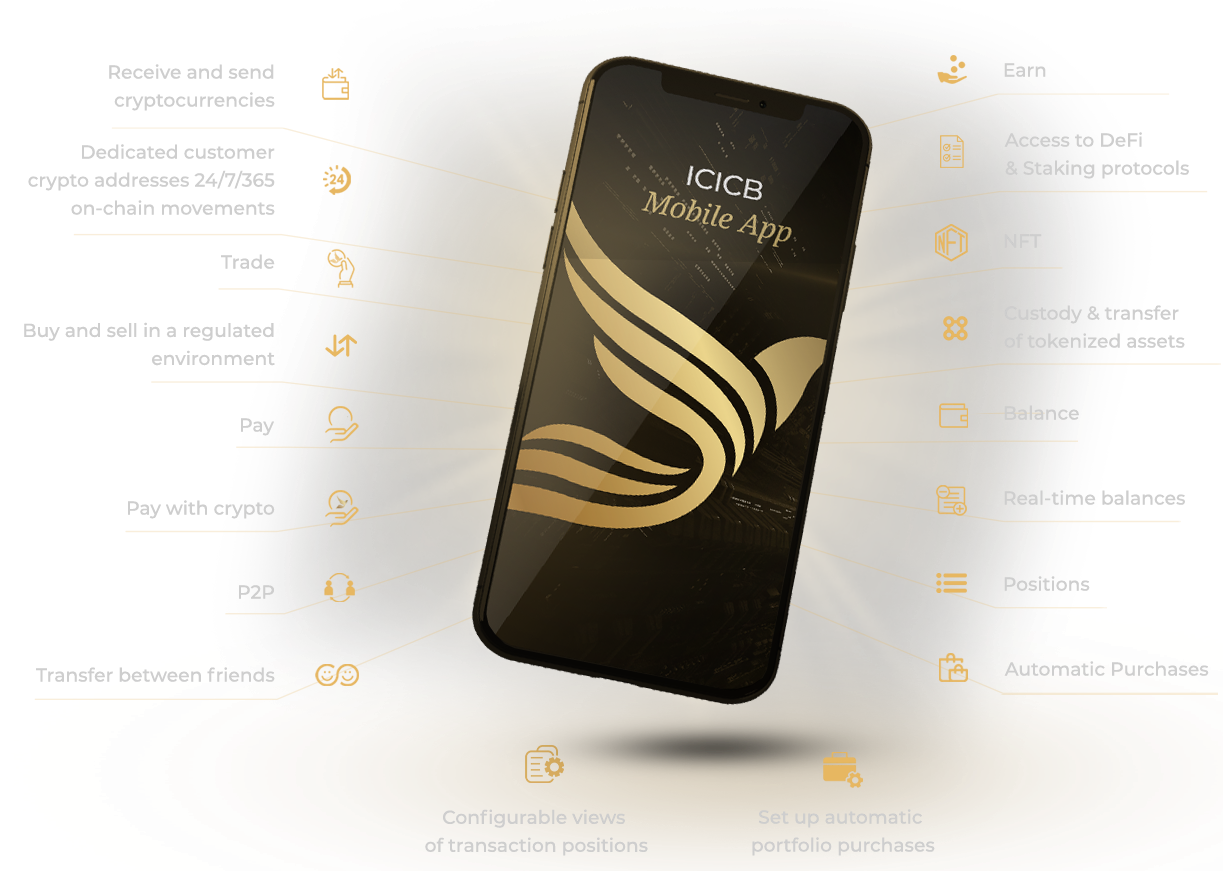 Receive and send
cryptocurrencies
Dedicated customer
crypto addresses 24/7/365
on-chain movements
24
Trade
Buy and sell in a regulated
environment
Pay
Pay with crypto
P2P
Transfer between friends
ICICB
Mobile App
Earn
Access to DeFi
& Staking protocols
NFT
NFT
Custody & transfer
of tokenized assets
Balance
Real-time balances
Positions
Automatic Purchases
Configurable views
of transaction positions
Set up automatic
portfolio purchases